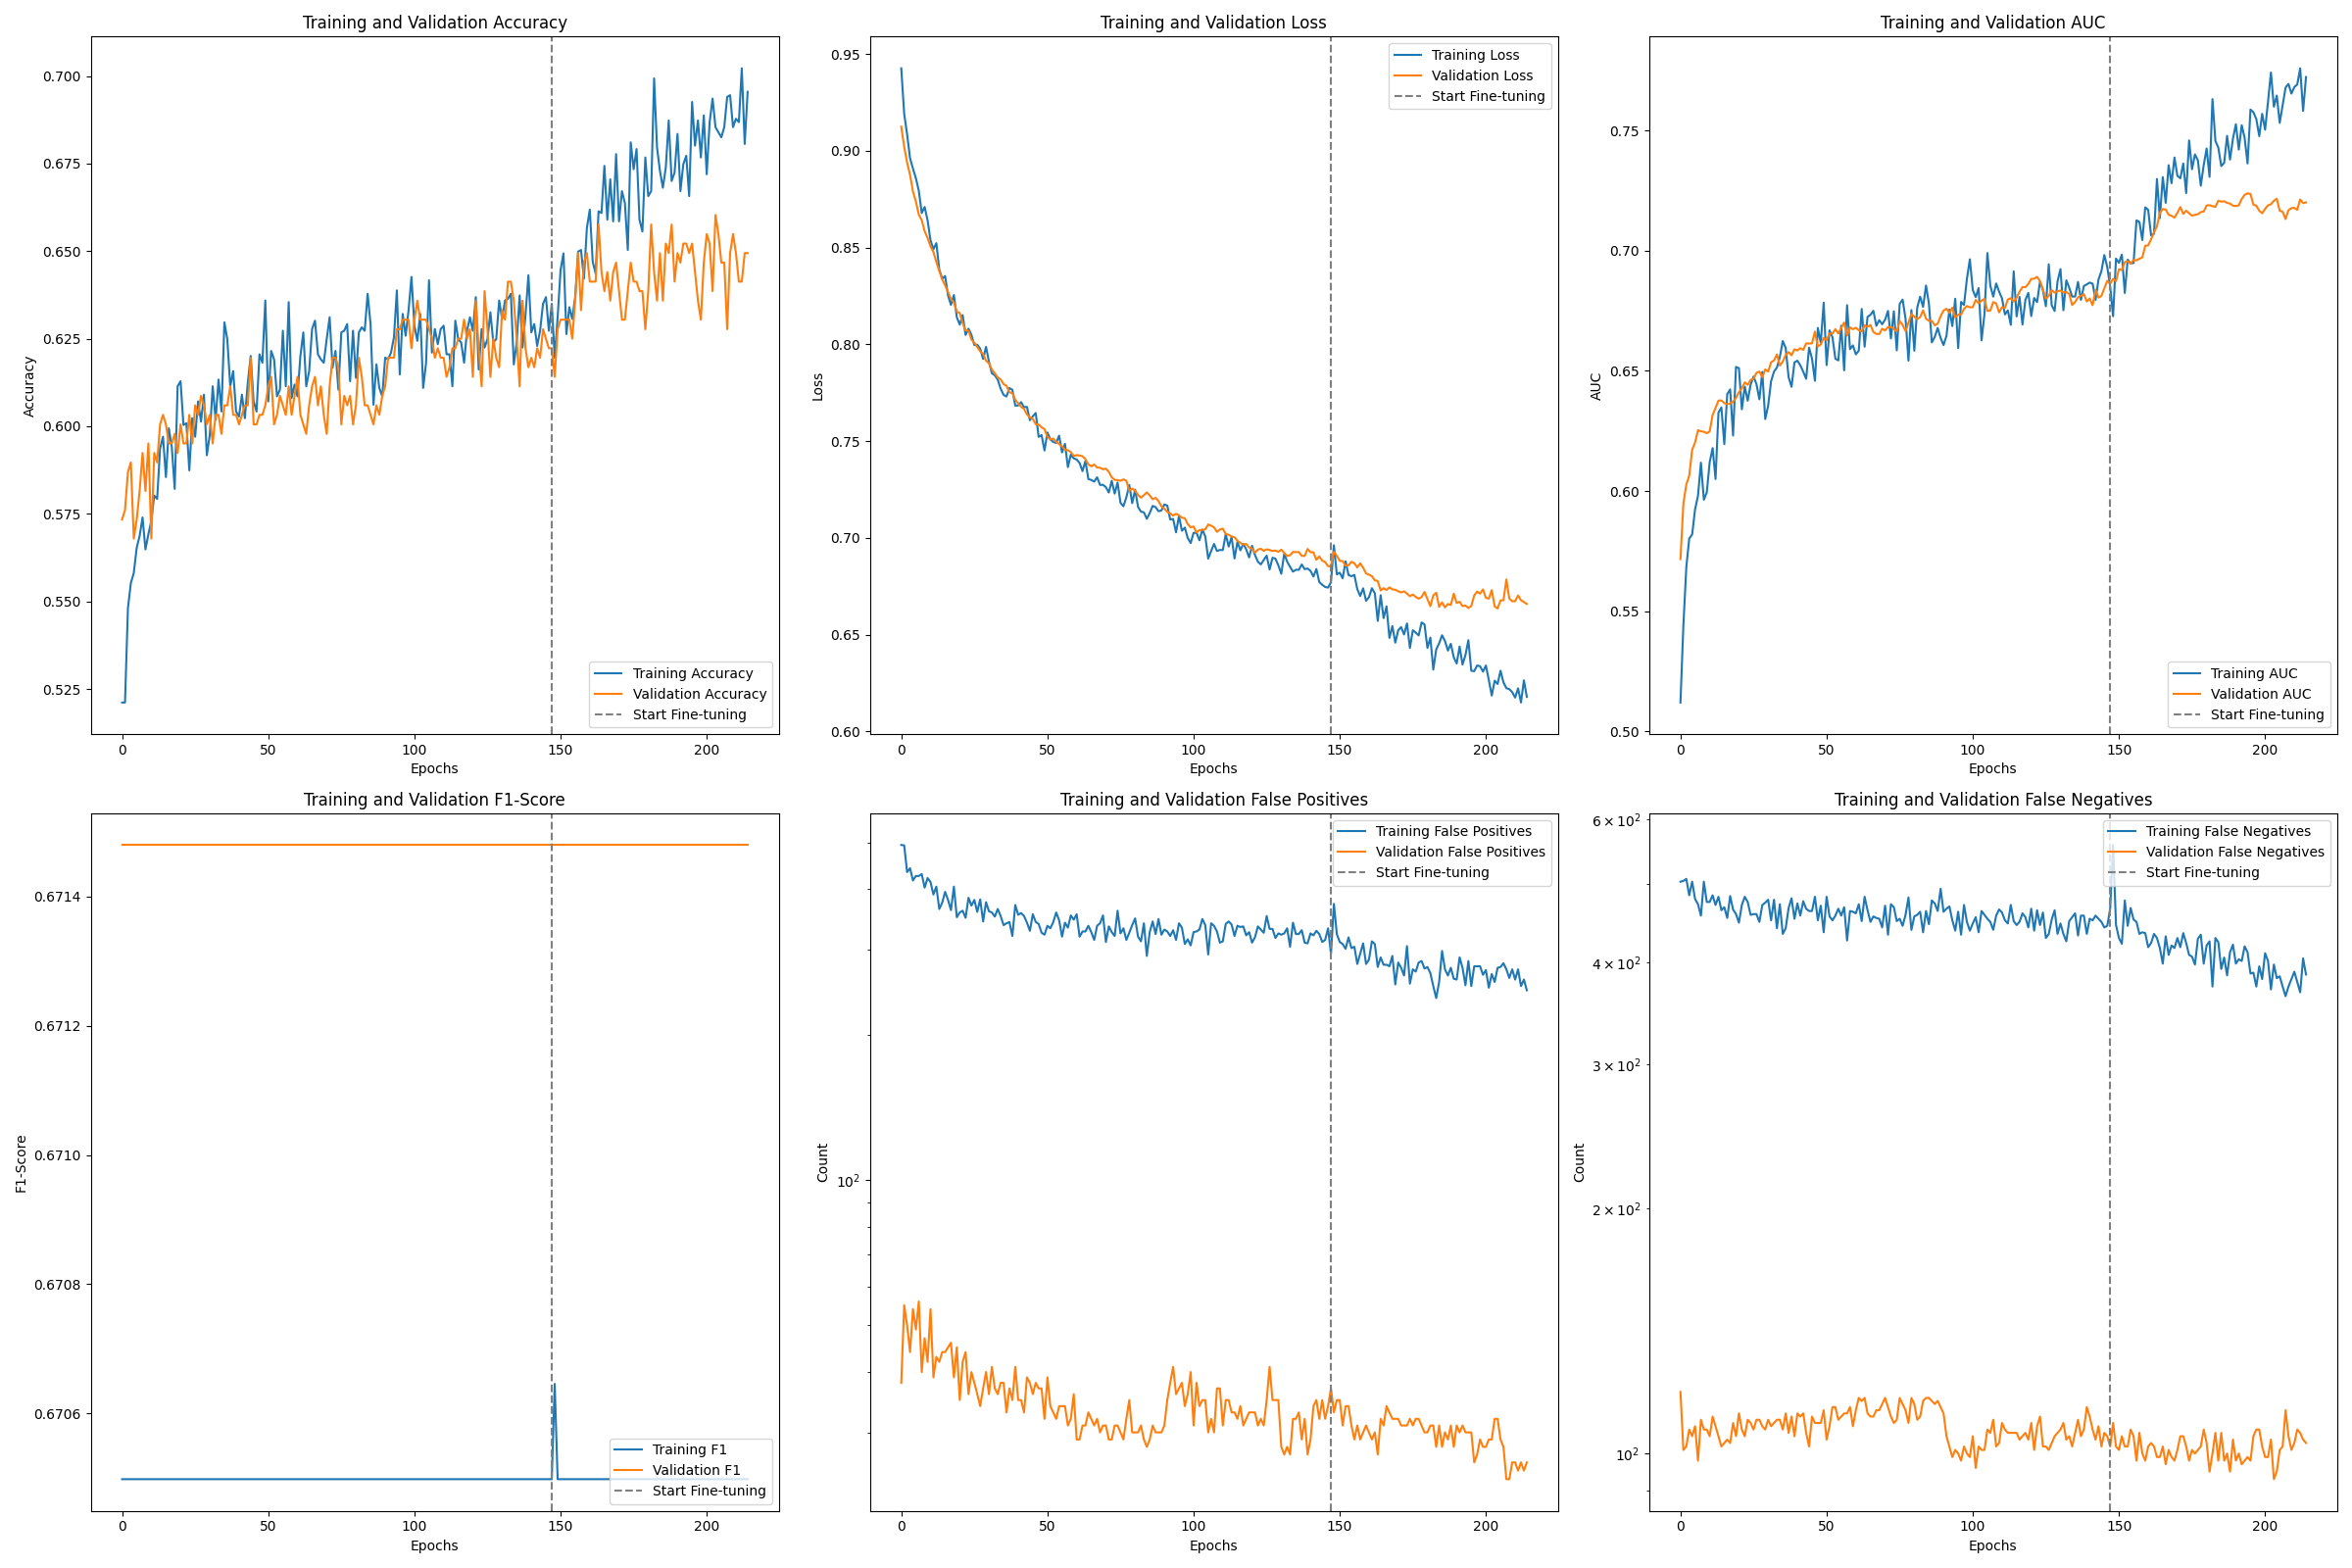 Training and Validation Accuracy
Accuracy
0.700
0.675
0.650
0.625
0.600
0.575
0.550
0.525
Training Accuracy
Validation Accuracy
Start Fine-tuning
0
50
100
150
200
Epochs
Training and Validation Loss
Loss
0.95
0.90
0.85
0.80
0.75
0.70
0.65
0.60
Training Loss
Validation Loss
Start Fine-tuning
0
50
100
150
200
Epochs
Training and Validation AUC
AUC
0.75
0.70
0.65
0.60
0.55
0.50
Training AUC
Validation AUC
Start Fine-tuning
0
50
100
150
200
Epochs
Training and Validation F1-Score
F1-Score
0.6714
0.6712
0.6710
0.6708
0.6706
Training F1
Validation F1
Start Fine-tuning
0
50
100
150
200
Epochs
Training and Validation False Positives
Count
10²
Training False Positives
Validation False Positives
Start Fine-tuning
0
50
100
150
200
Epochs
Training and Validation False Negatives
Count
6 × 10²
4 × 10²
3 × 10²
2 × 10²
10²
Training False Negatives
Validation False Negatives
Start Fine-tuning
0
50
100
150
200
Epochs